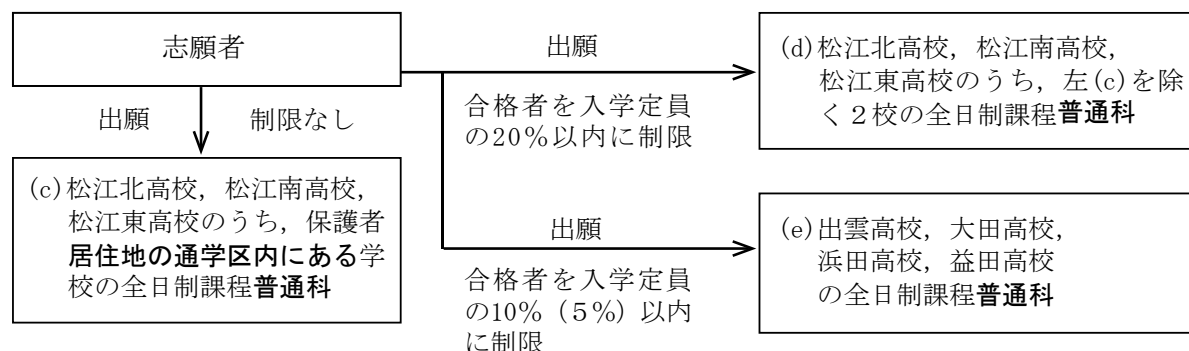 志願者
出願
制限なし
(c)松江北高校，松江南高校，
松江東高校のうち，保護者
居住地の通学区内にある学
校の全日制課程普通科
出願
合格者を入学定員
の20％以内に制限
(d)松江北高校，松江南高校，
松江東高校のうち，左(c)を除
く２校の全日制課程普通科
出願
合格者を入学定員
の10％（５％）以内
に制限
(e)出雲高校，大田高校，
浜田高校，益田高校
の全日制課程普通科